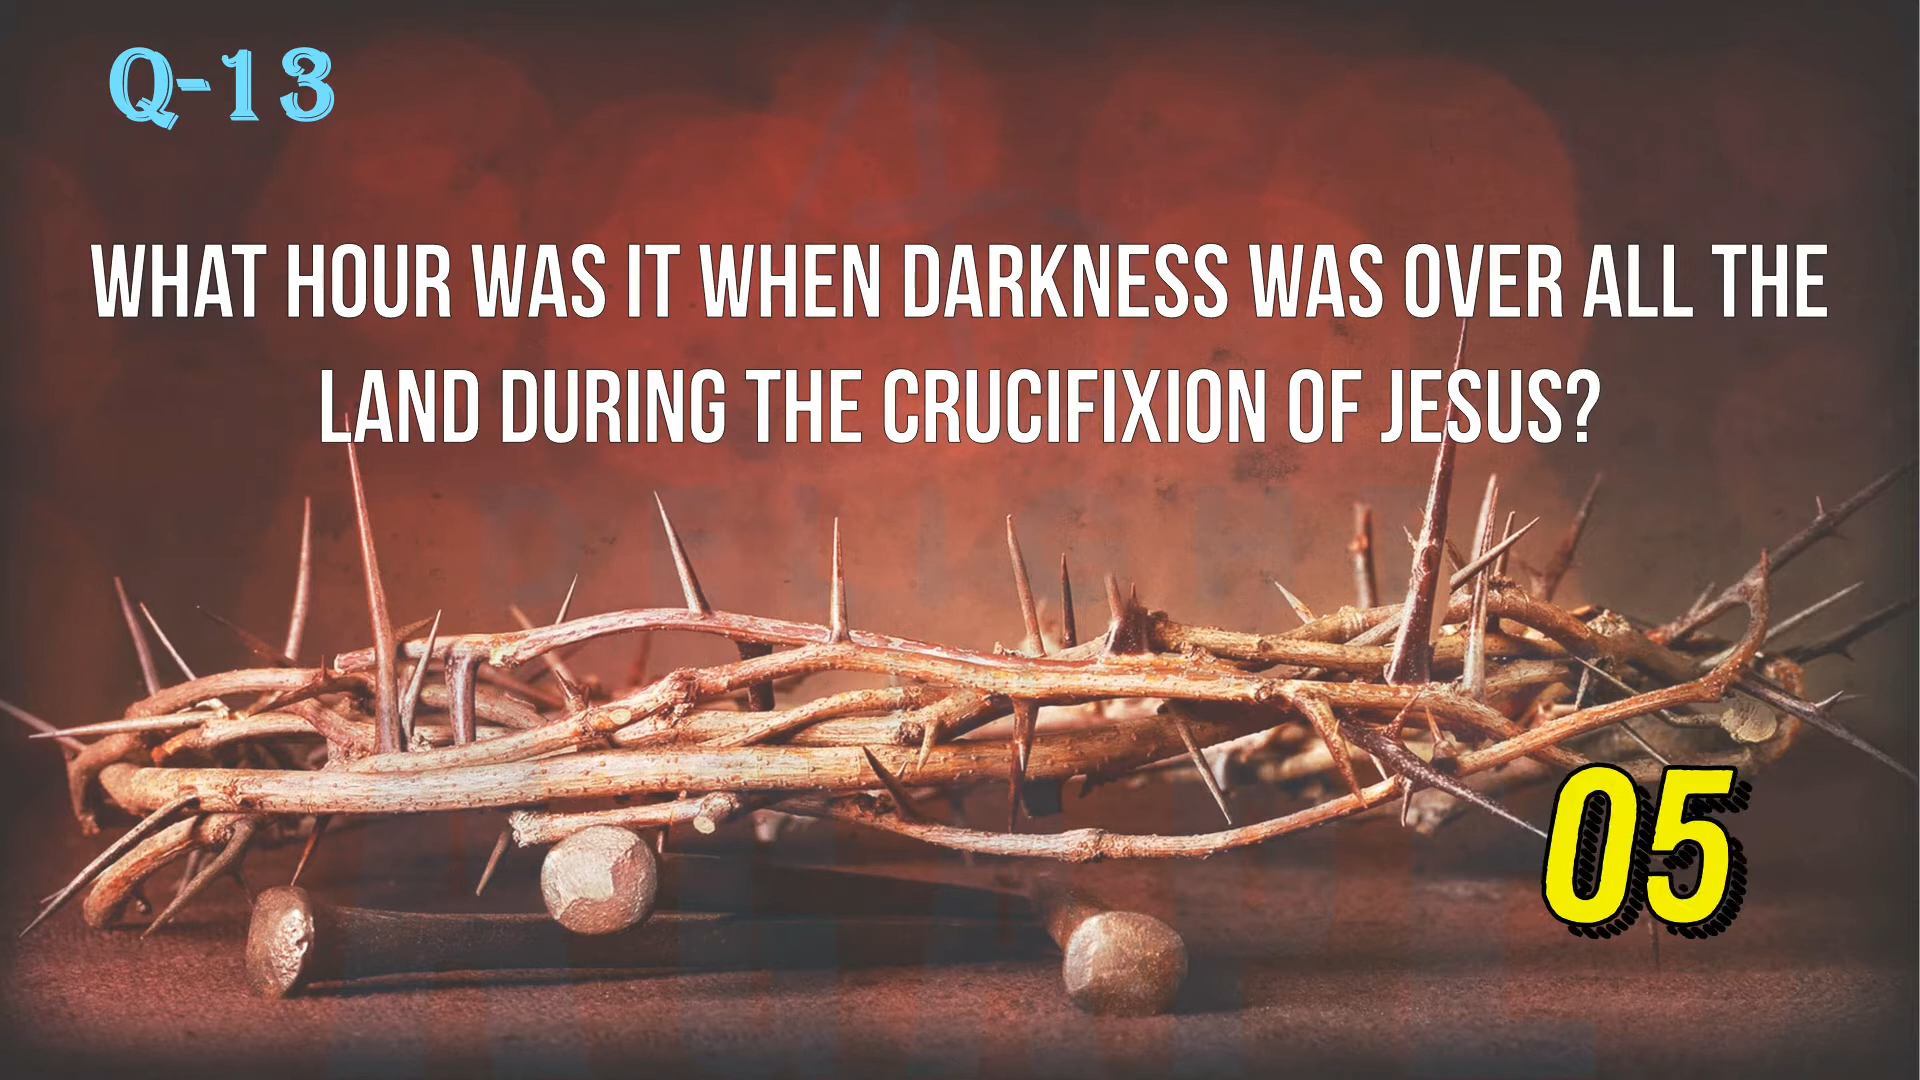 Q-13
WHAT HOUR WAS IT WHEN DARKNESS WAS OVER ALL THE
LAND DURING THE CRUCIFIXION OF JESUS?
05